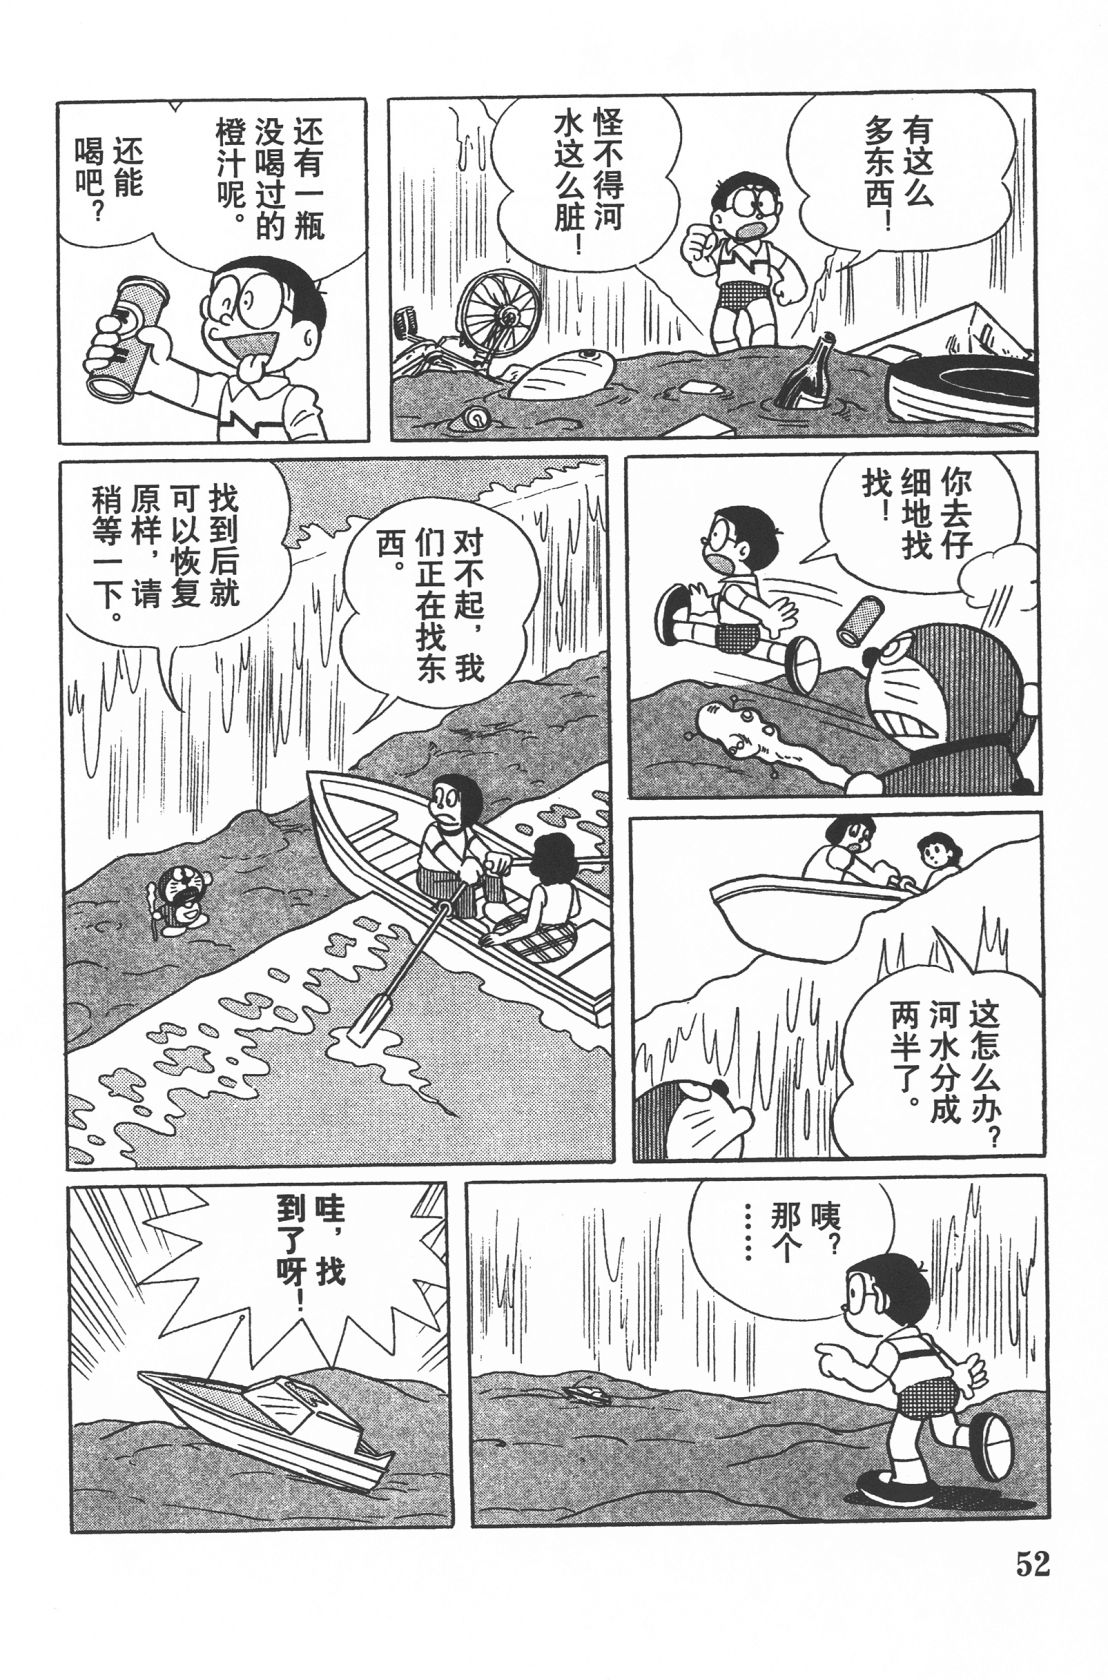 有这么
多东西！
怪不得河
水这么脏！
还有一瓶
没喝过的
橙汁呢。
还能
喝吧？
你去仔
细地找
找！
对不起，我
们正在找东
西。
找到后就
可以恢复
原样，请
稍等一下。
这怎么办？
河水分成
两半了。
咦？
那个
……
哇，找
到了呀！
52